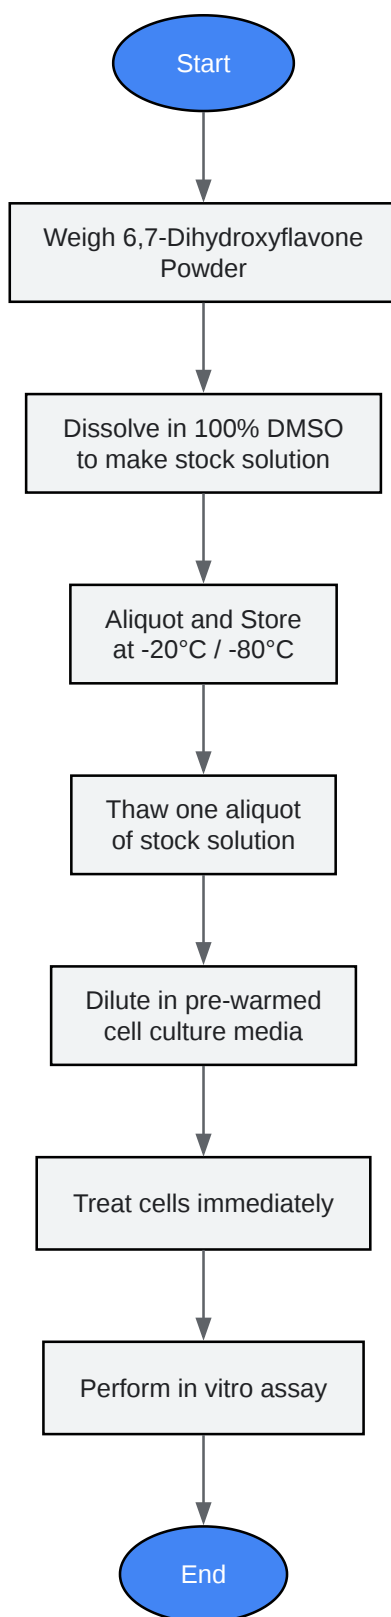 Start
Weigh 6,7-Dihydroxyflavone
Powder
Dissolve in 100% DMSO
to make stock solution
Aliquot and Store
at -20°C / -80°C
Thaw one aliquot
of stock solution
Dilute in pre-warmed
cell culture media
Treat cells immediately
Perform in vitro assay
End